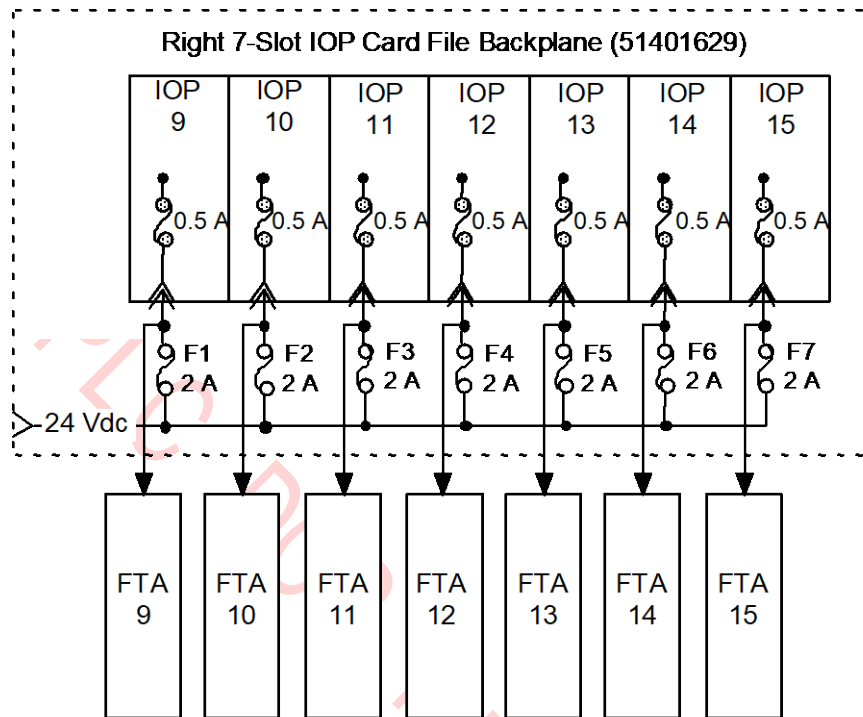 Right 7-Slot IOP Card File Backplane (51401629)
IOP IOP IOP IOP IOP IOP IOP
9 10 11 12 13 14 15
0.5 A 0.5 A 0.5 A 0.5 A 0.5 A 0.5 A 0.5 A
F1 F2 F3 F4 F5 F6 F7
2 A 2 A 2 A 2 A 2 A 2 A 2 A
24 Vdc
FTA FTA FTA FTA FTA FTA FTA
9 10 11 12 13 14 15